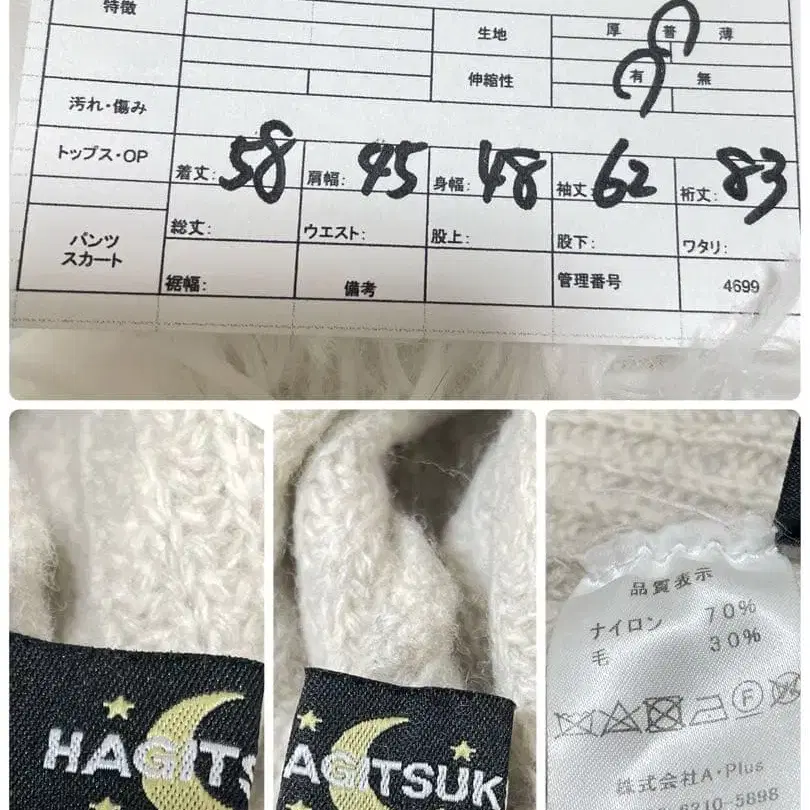 特徴
生地 厚 普 薄
伸縮性 有 無
汚れ・傷み
トップス・OP 着丈: 58 肩幅: 45 身幅: 48 袖丈: 62 裄丈: 83
パンツ
スカート
総丈: ウエスト: 股上: 股下: ワタリ:
裾幅: 備考 管理番号 4699
HAGITS
AGITSUK
品質表示
ナイロン 70%
毛 30%
F
株式会社A・Plus